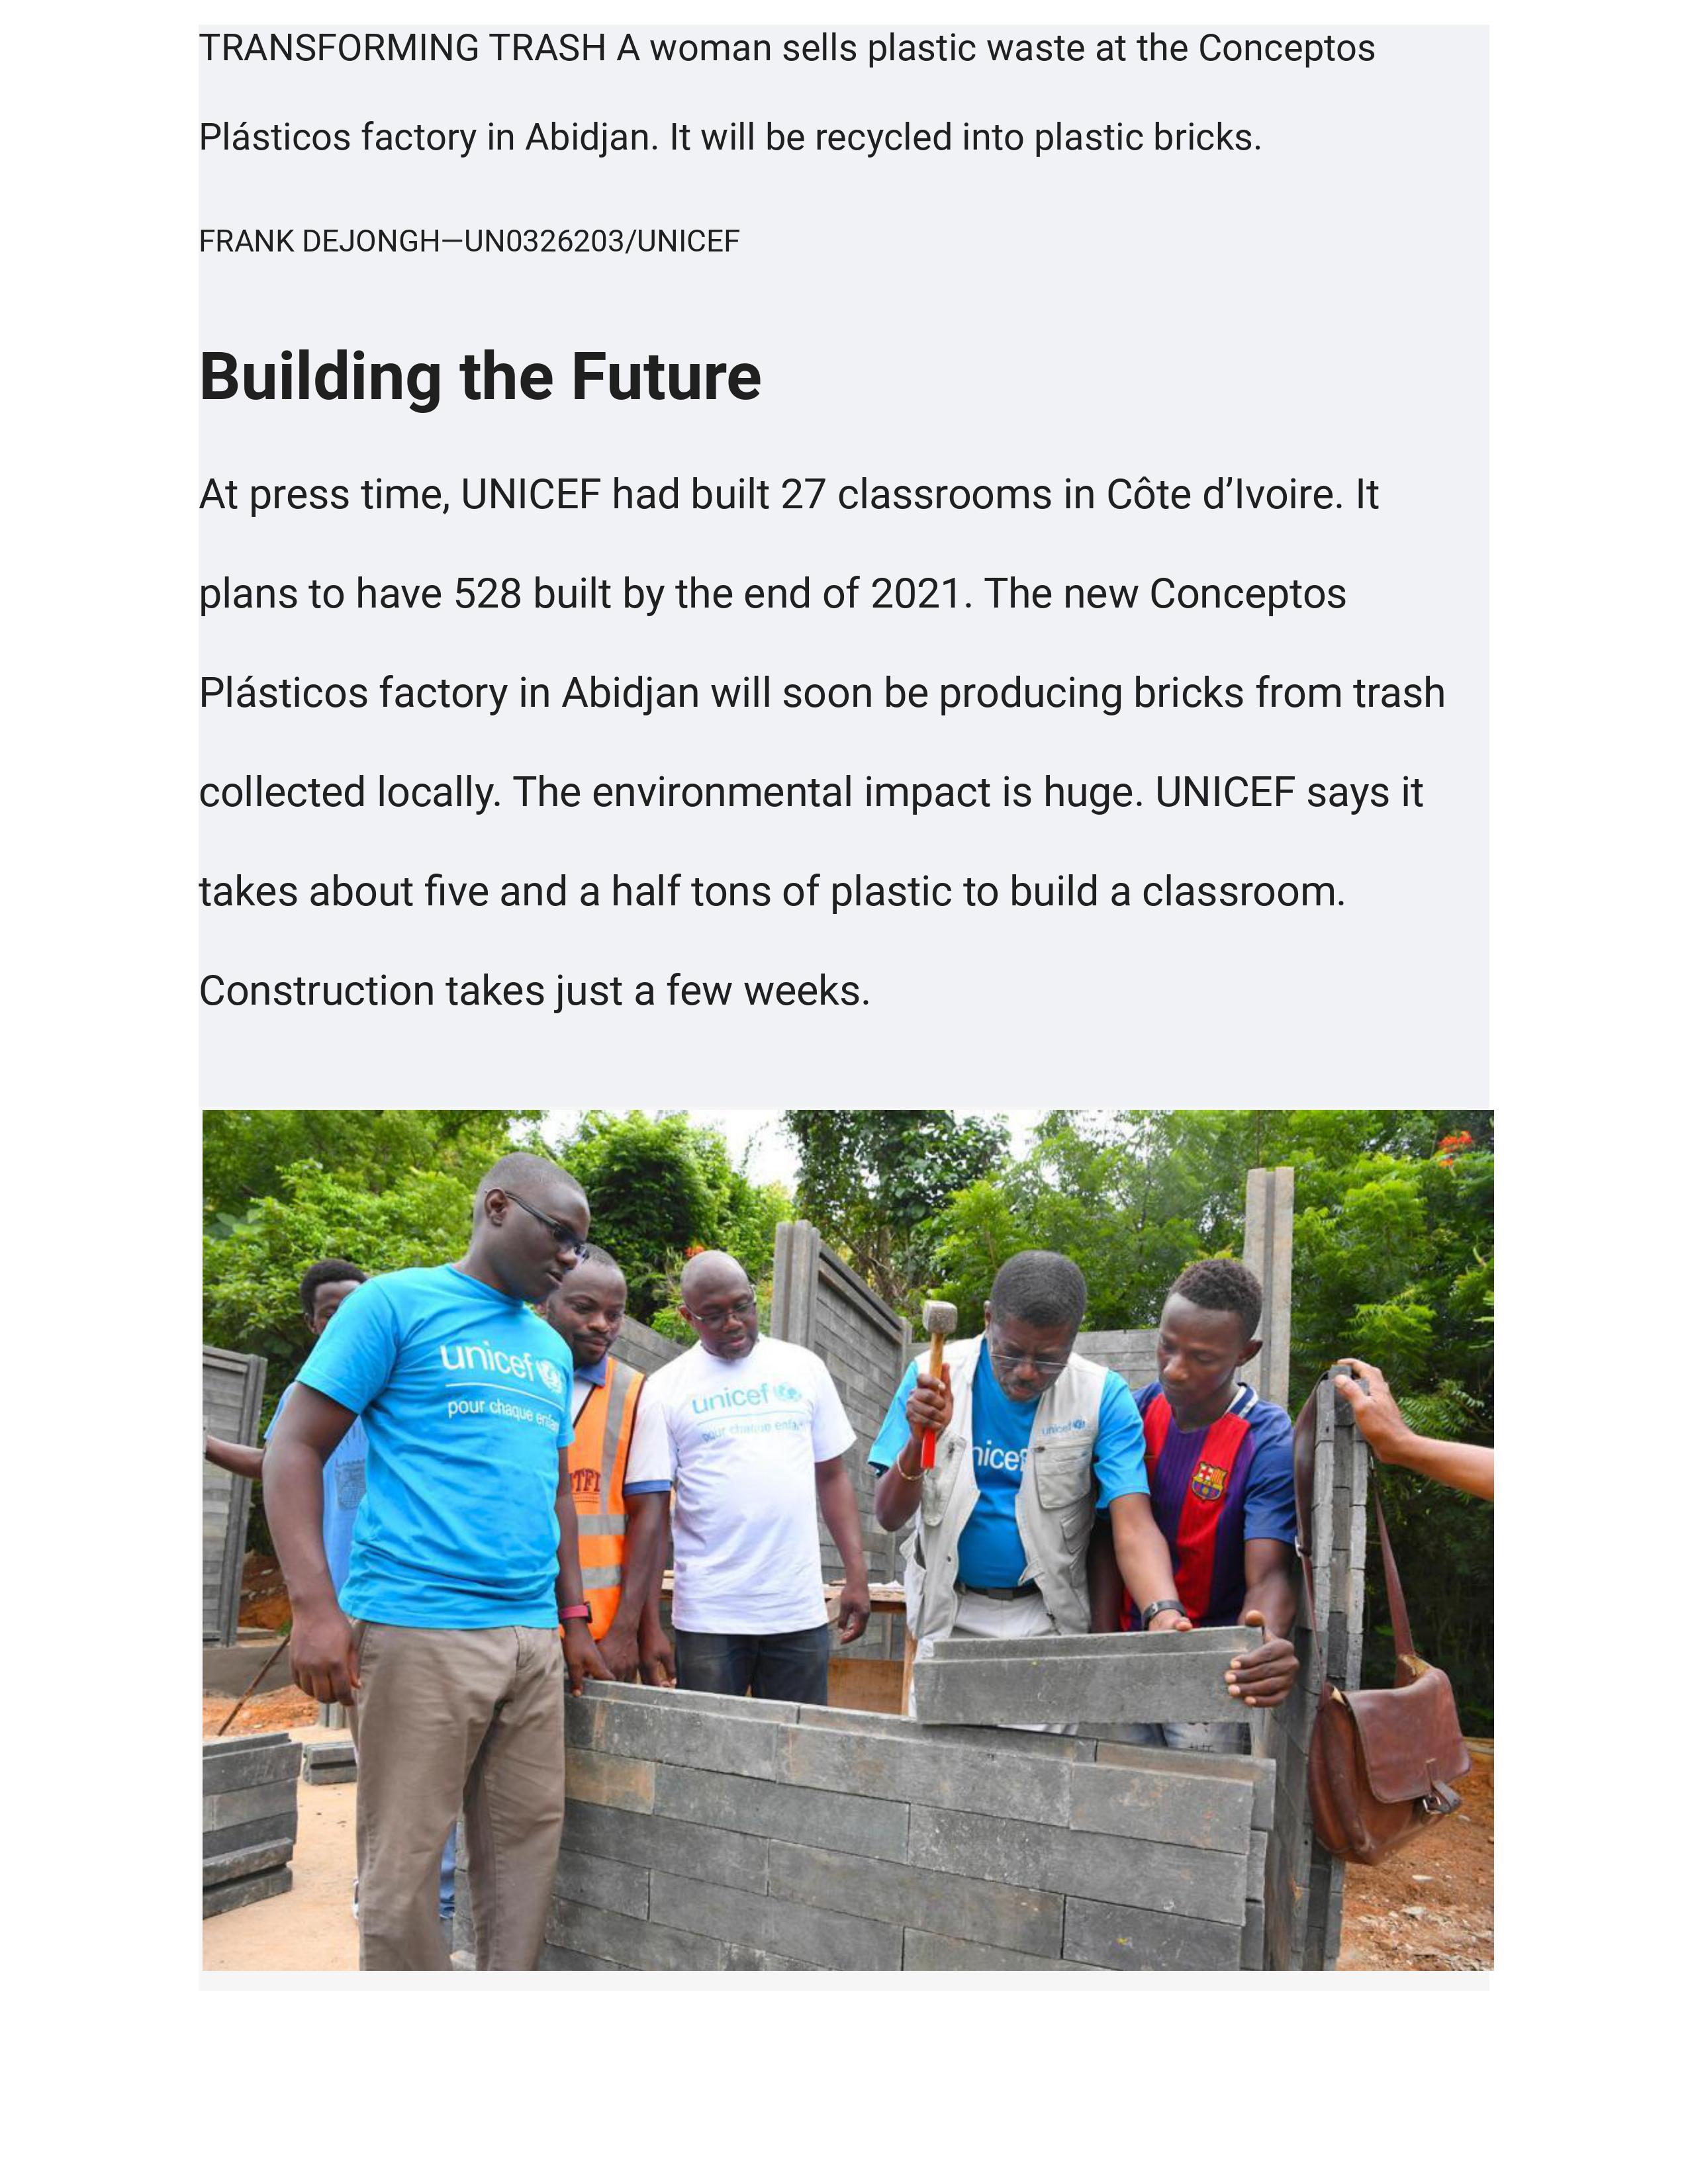 TRANSFORMING TRASH A woman sells plastic waste at the Conceptos
Plásticos factory in Abidjan. It will be recycled into plastic bricks.
FRANK DEJONGH—UN0326203/UNICEF
Building the Future
At press time, UNICEF had built 27 classrooms in Côte d’Ivoire. It
plans to have 528 built by the end of 2021. The new Conceptos
Plásticos factory in Abidjan will soon be producing bricks from trash
collected locally. The environmental impact is huge. UNICEF says it
takes about five and a half tons of plastic to build a classroom.
Construction takes just a few weeks.
unicef
pour chaque enfan
unicef
pour chaque enfa
unicef
nicef